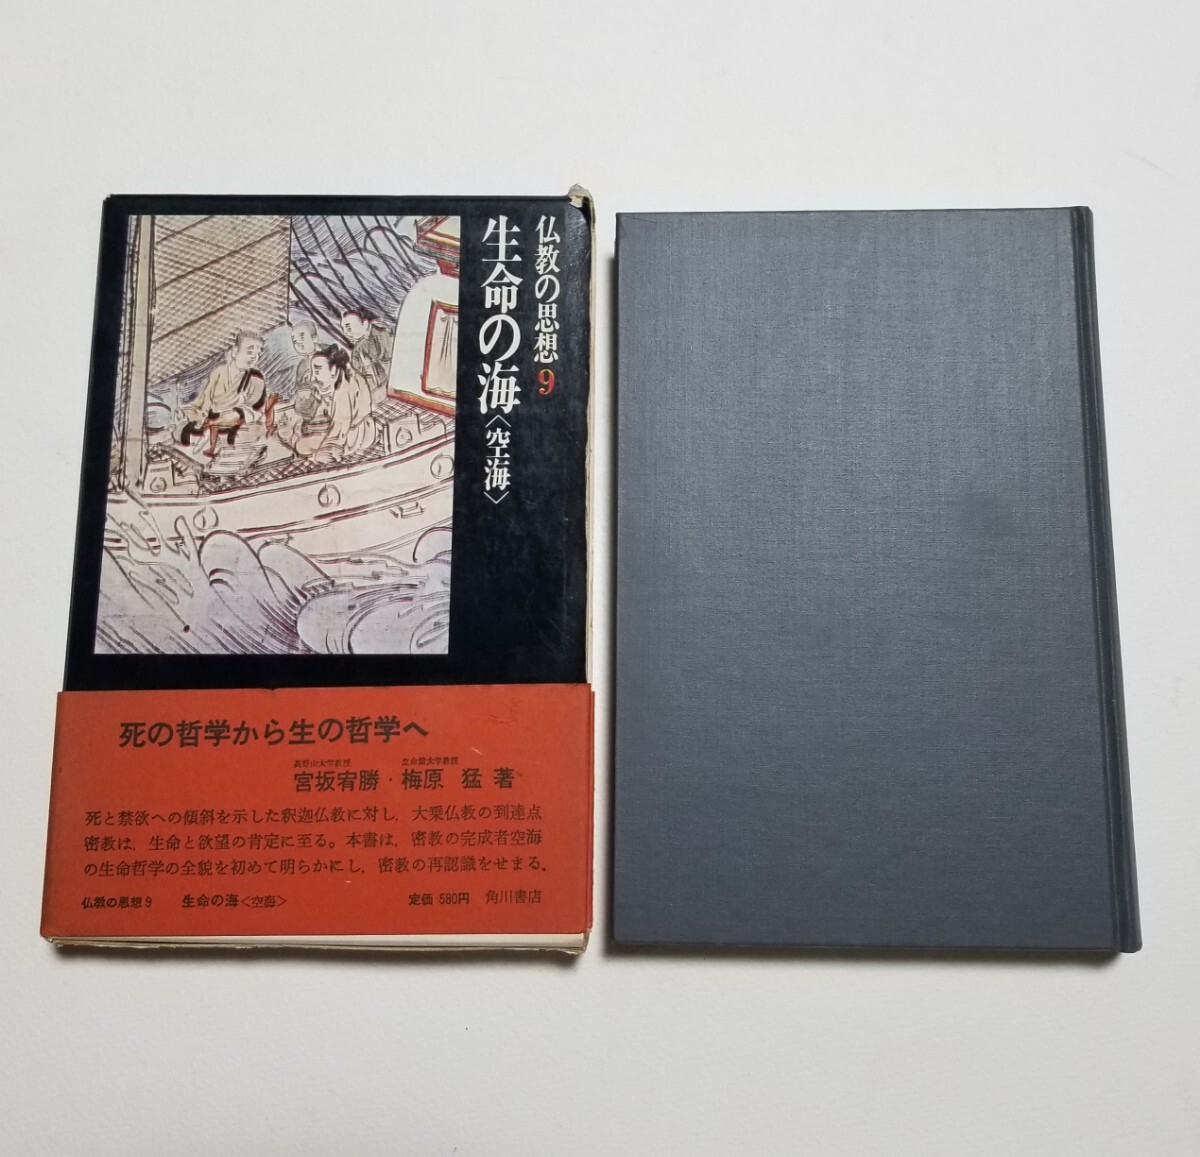 仏教の思想9
生命の海〈空海〉
死の哲学から生の哲学へ
高野山大学教授 立命館大学教授
宮坂宥勝・梅原 猛 著
死と禁欲への傾斜を示した釈迦仏教に対し，大乗仏教の到達点
密教は，生命と欲望の肯定に至る。本書は，密教の完成者空海
の生命哲学の全貌を初めて明らかにし，密教の再認識をせまる．
仏教の思想9 生命の海〈空海〉 定価 580円 角川書店